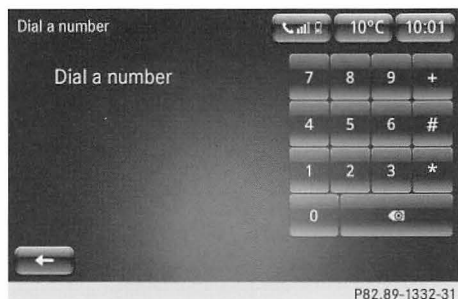 Dial a number 10°C 10:01
Dial a number
7 8 9 +
4 5 6 #
1 2 3 *
0
P82.89-1332-31